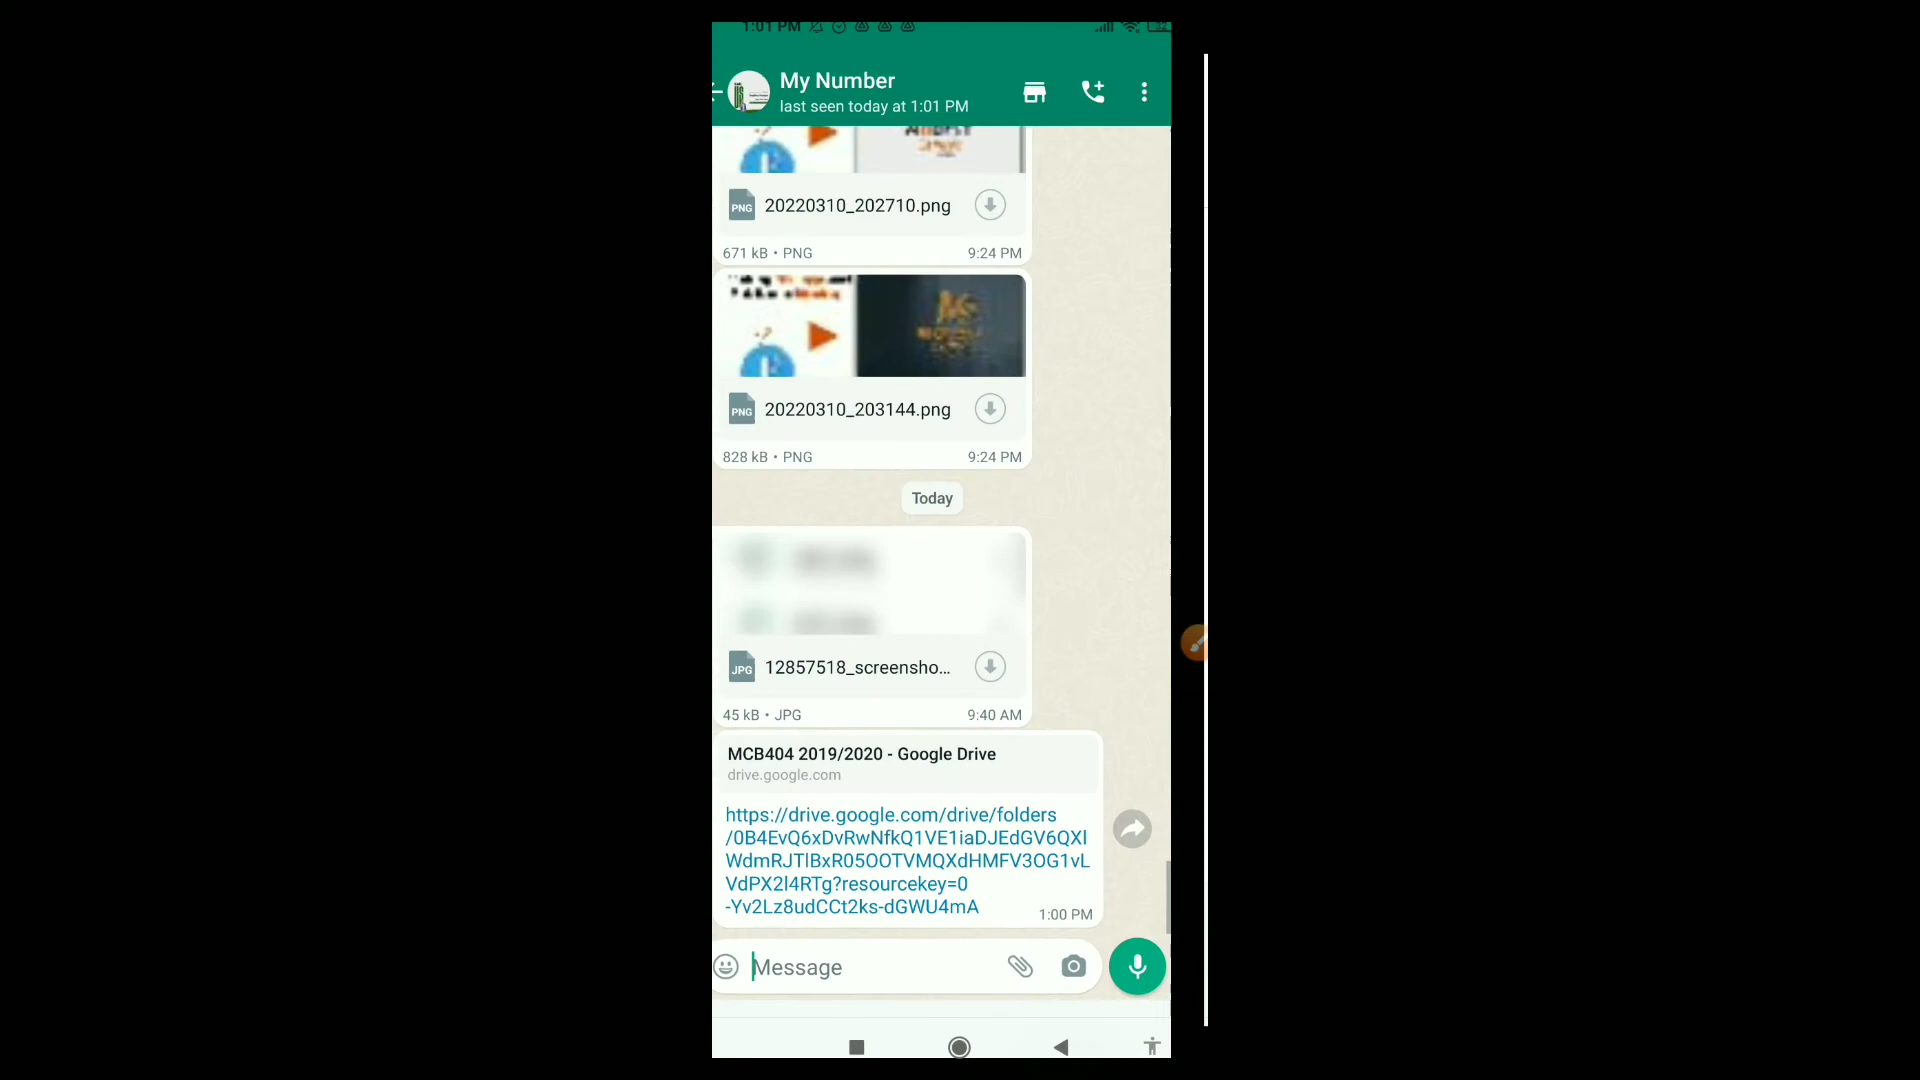 1:01 PM
My Number
last seen today at 1:01 PM
PNG
20220310_202710.png
671 kB • PNG
9:24 PM
PNG
20220310_203144.png
828 kB • PNG
9:24 PM
Today
JPG
12857518_screensho...
45 kB • JPG
9:40 AM
MCB404 2019/2020 - Google Drive
drive.google.com
https://drive.google.com/drive/folders
/0B4EvQ6xDvRwNfkQ1VE1iaDJEdGV6QXl
WdmRJTlBxR05OOTVMQXdHMFV3OG1vL
VdPX2l4RTg?resourcekey=0
-Yv2Lz8udCCt2ks-dGWU4mA
1:00 PM
Message